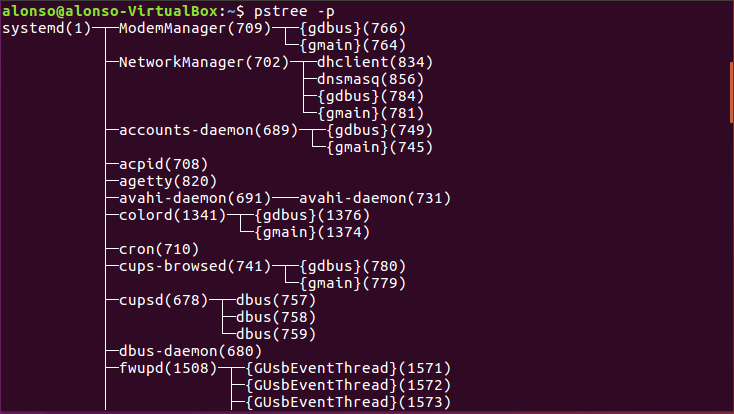 alonso@alonso-VirtualBox:~$ pstree -p
systemd(1)─┬─ModemManager(709)─┬─{gdbus}(766)
           │                   └─{gmain}(764)
           ├─NetworkManager(702)─┬─dhclient(834)
           │                     ├─dnsmasq(856)
           │                     ├─{gdbus}(784)
           │                     └─{gmain}(781)
           ├─accounts-daemon(689)─┬─{gdbus}(749)
           │                      └─{gmain}(745)
           ├─acpid(708)
           ├─agetty(820)
           ├─avahi-daemon(691)───avahi-daemon(731)
           ├─colord(1341)─┬─{gdbus}(1376)
           │              └─{gmain}(1374)
           ├─cron(710)
           ├─cups-browsed(741)─┬─{gdbus}(780)
           │                   └─{gmain}(779)
           ├─cupsd(678)─┬─dbus(757)
           │            ├─dbus(758)
           │            └─dbus(759)
           ├─dbus-daemon(680)
           ├─fwupd(1508)─┬─{GUsbEventThread}(1571)
           │             ├─{GUsbEventThread}(1572)
           │             ├─{GUsbEventThread}(1573)